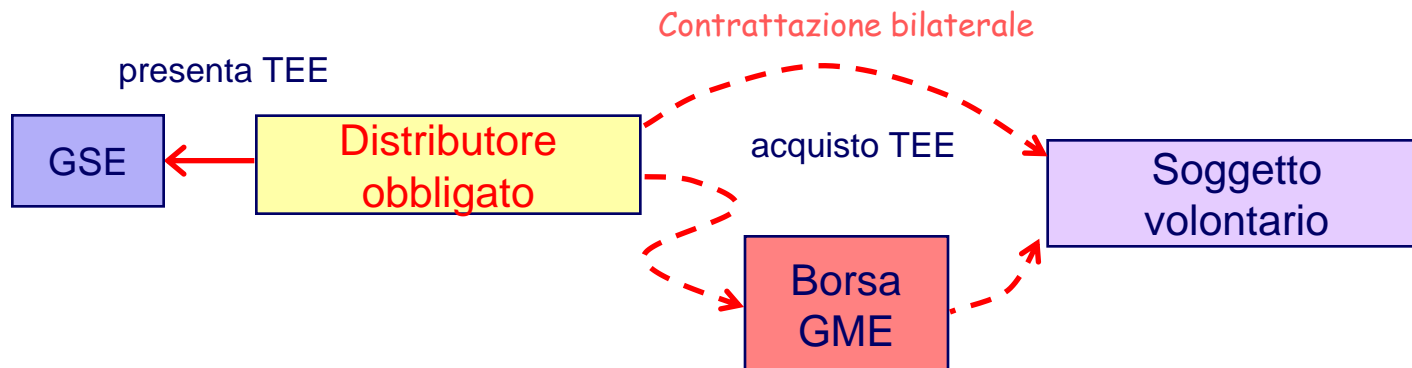 Contrattazione bilaterale
presenta TEE
GSE
Distributore
obbligato
acquisto TEE
Soggetto
volontario
Borsa
GME